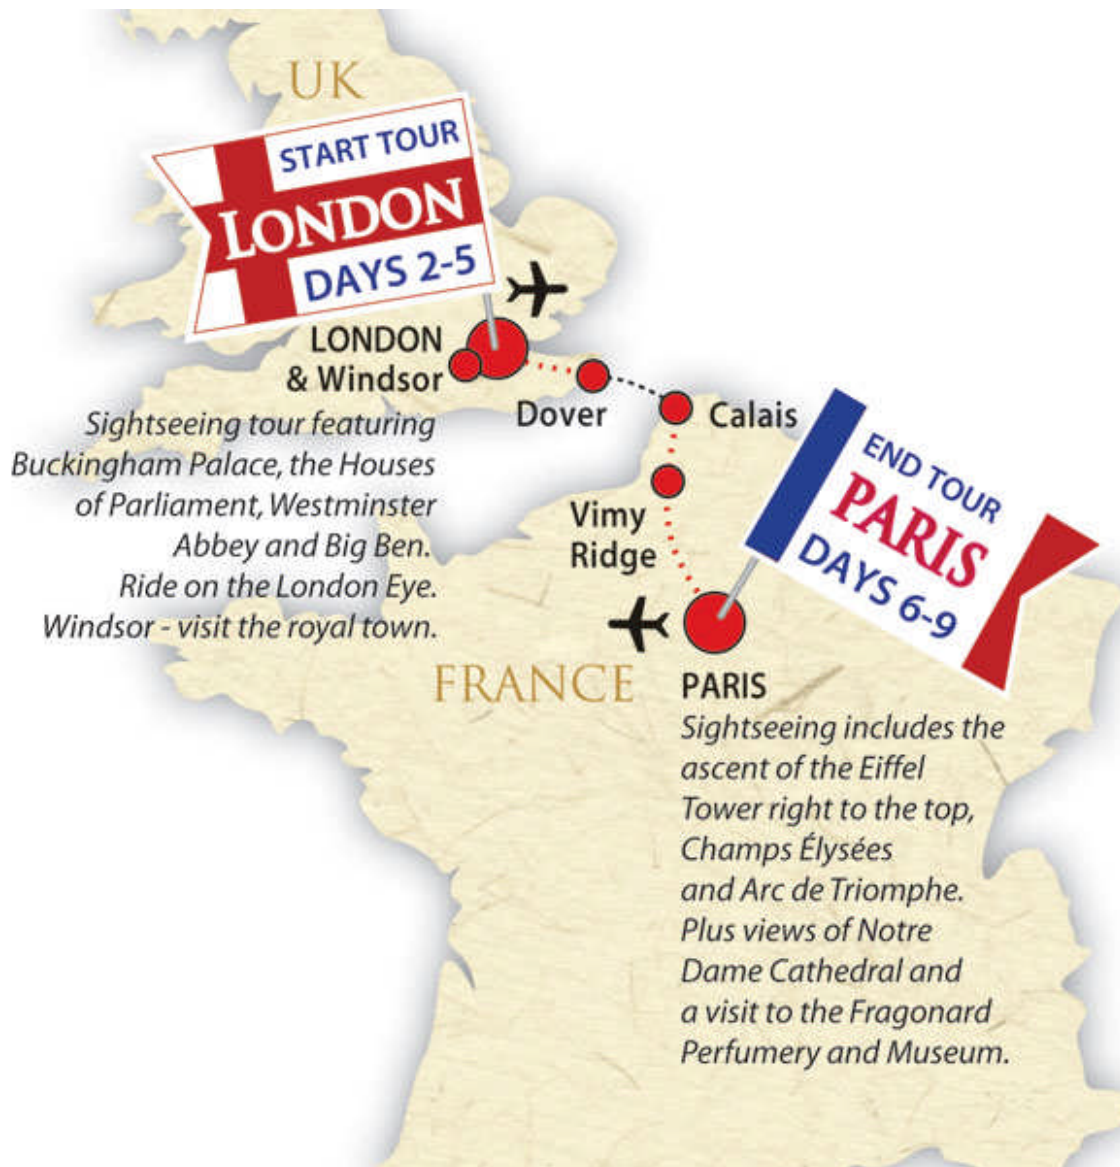 UK
START TOUR
LONDON
DAYS 2-5
LONDON
& Windsor
Sightseeing tour featuring
Buckingham Palace, the Houses
of Parliament, Westminster
Abbey and Big Ben.
Ride on the London Eye.
Windsor - visit the royal town.
Dover
Calais
Vimy
Ridge
END TOUR
PARIS
DAYS 6-9
FRANCE
PARIS
Sightseeing includes the
ascent of the Eiffel
Tower right to the top,
Champs Élysées
and Arc de Triomphe.
Plus views of Notre
Dame Cathedral and
a visit to the Fragonard
Perfumery and Museum.